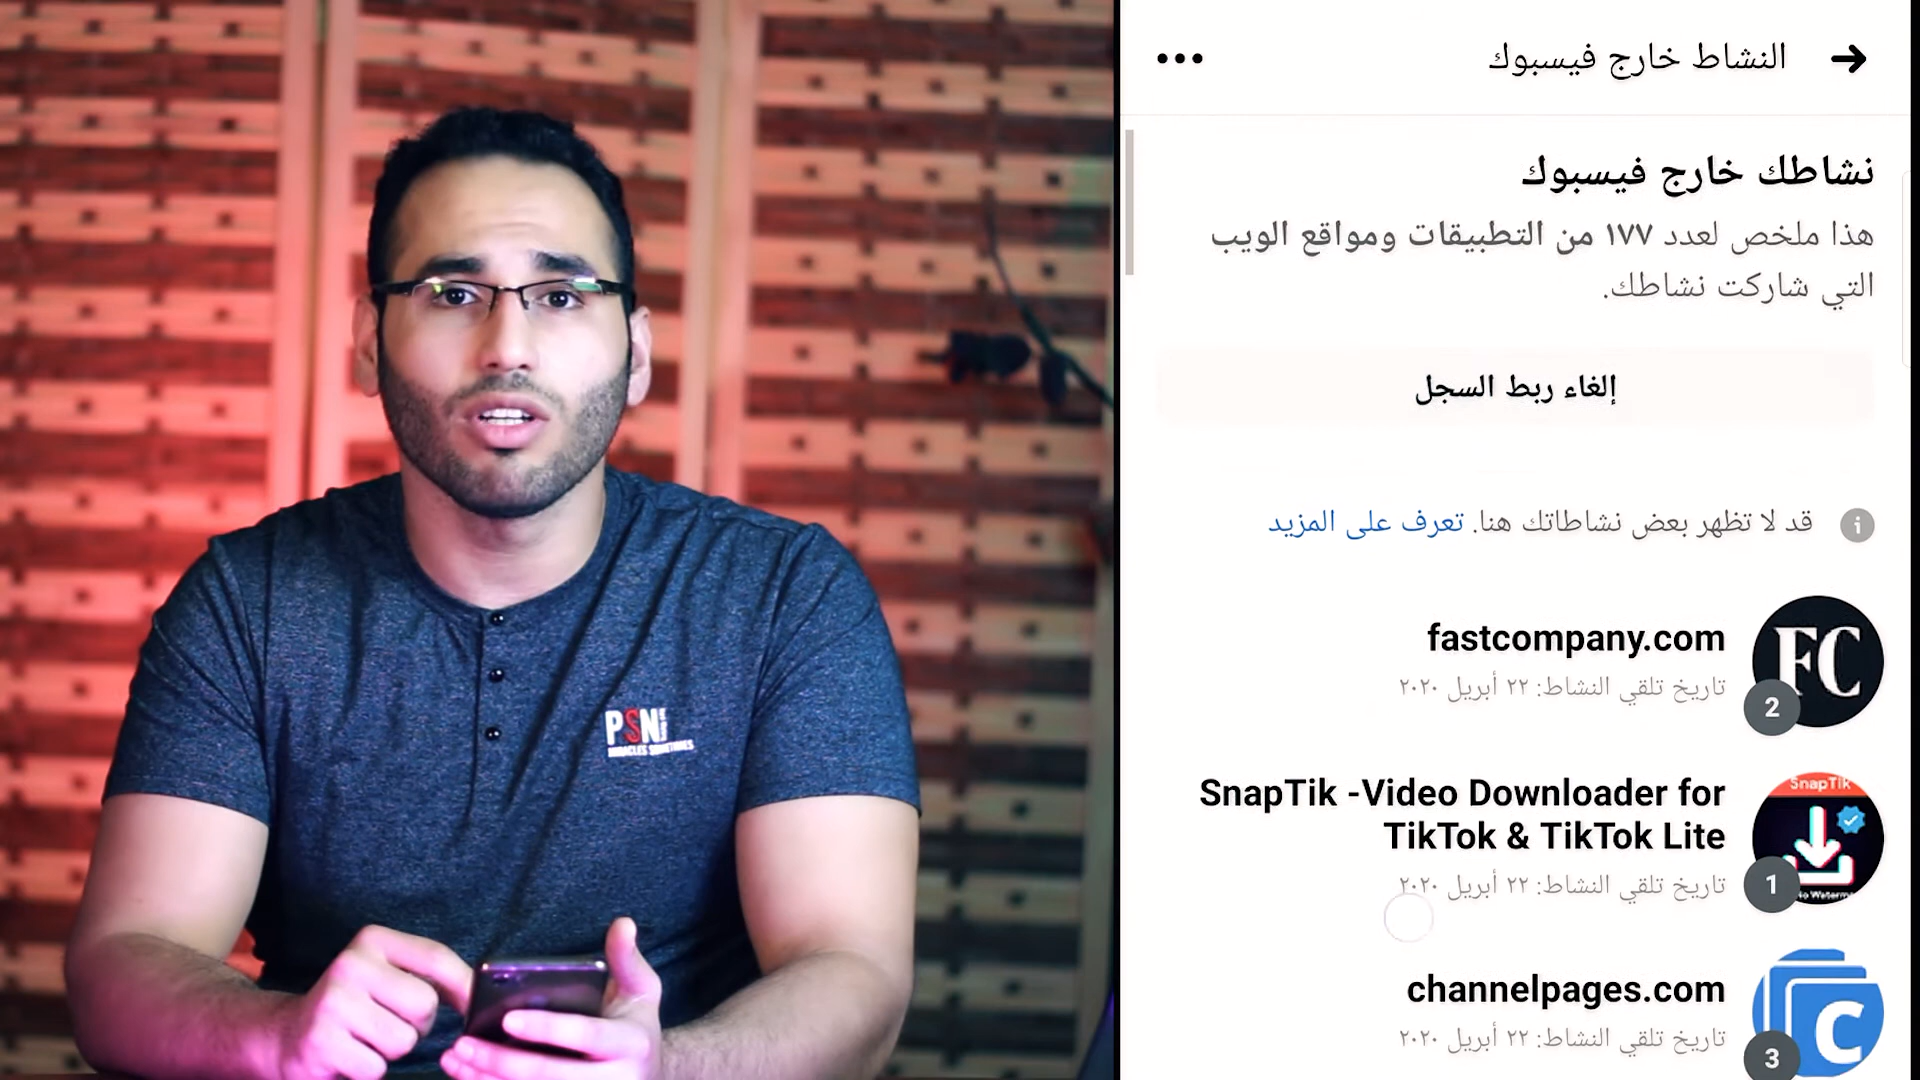 النشاط خارج فيسبوك
نشاطك خارج فيسبوك
هذا ملخص لعدد ١٧٧ من التطبيقات ومواقع الويب
التي شاركت نشاطك.
إلغاء ربط السجل
قد لا تظهر بعض نشاطاتك هنا. تعرف على المزيد
fastcompany.com
تاريخ تلقي النشاط: ٢٢ أبريل ٢٠٢٠
FC
2
SnapTik -Video Downloader for
TikTok & TikTok Lite
تاريخ تلقي النشاط: ٢٢ أبريل ٢٠٢٠
SnapTik
1
channelpages.com
تاريخ تلقي النشاط: ٢٢ أبريل ٢٠٢٠
C
3
PSN
MIRACLES SOMETIMES